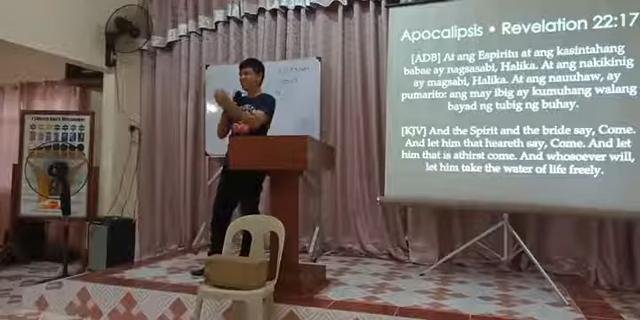 Apocalipsis • Revelation 22:17
[ADB] At ang Espiritu at ang kasintahang
babae ay nagsasabi, Halika. At ang nakikinig
ay magsabi, Halika. At ang nauuhaw, ay
pumarito: ang may ibig ay kumuhang walang
bayad ng tubig ng buhay.
[KJV] And the Spirit and the bride say, Come.
And let him that heareth say, Come. And let
him that is athirst come. And whosoever will,
let him take the water of life freely.